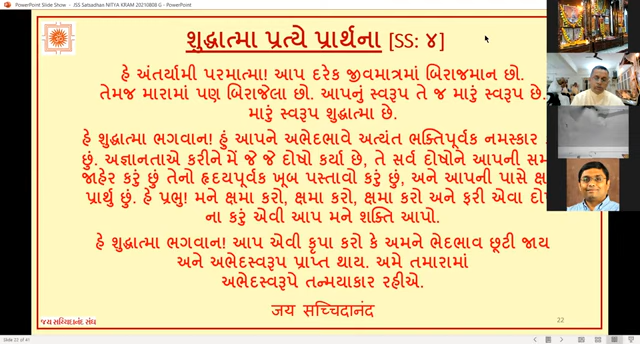 PowerPoint Slide Show - JSS Satsadhan NITYA KRAM 20210808 G - PowerPoint
શુદ્ધાત્મા પ્રત્યે પ્રાર્થના [SS: ૪]
હે અંતર્યામી પરમાત્મા! આપ દરેક જીવમાત્રમાં બિરાજમાન છો.
તેમજ મારામાં પણ બિરાજેલા છો. આપનું સ્વરૂપ તે જ મારું સ્વરૂપ છે.
મારું સ્વરૂપ શુદ્ધાત્મા છે.
હે શુદ્ધાત્મા ભગવાન! હું આપને અભેદભાવે અત્યંત ભક્તિપૂર્વક નમસ્કાર
છું. અજ્ઞાનતાએ કરીને મેં જે જે દોષો કર્યા છે, તે સર્વ દોષોને આપની સમ
જાહેર કરું છું તેનો હૃદયપૂર્વક ખૂબ પસ્તાવો કરું છું, અને આપની પાસે ક્ષ
પ્રાર્થું છું. હે પ્રભુ! મને ક્ષમા કરો, ક્ષમા કરો, ક્ષમા કરો અને ફરી એવા દો
ના કરું એવી આપ મને શક્તિ આપો.
હે શુદ્ધાત્મા ભગવાન! આપ એવી કૃપા કરો કે અમને ભેદભાવ છૂટી જાય
અને અભેદસ્વરૂપ પ્રાપ્ત થાય. અમે તમારામાં
અભેદસ્વરૂપે તન્મયાકાર રહીએ.
जय सच्चिदानंद
જય સચ્ચિદાનંદ સંઘ
22
Slide 22 of 41